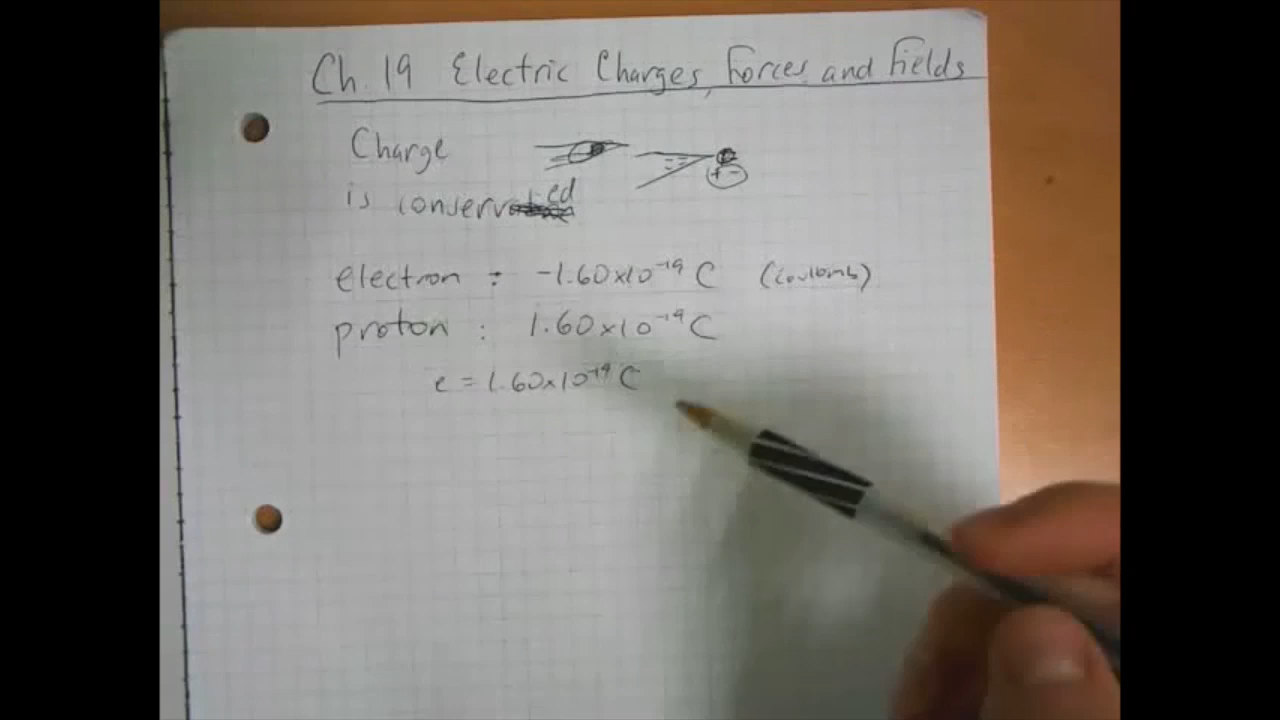 Ch. 19 Electric Charges, Forces and Fields
Charge
is conserved
+ -
electron : -1.60x10⁻¹⁹ C (Coulomb)
proton : 1.60x10⁻¹⁹ C
e = 1.60x10⁻¹⁹ C